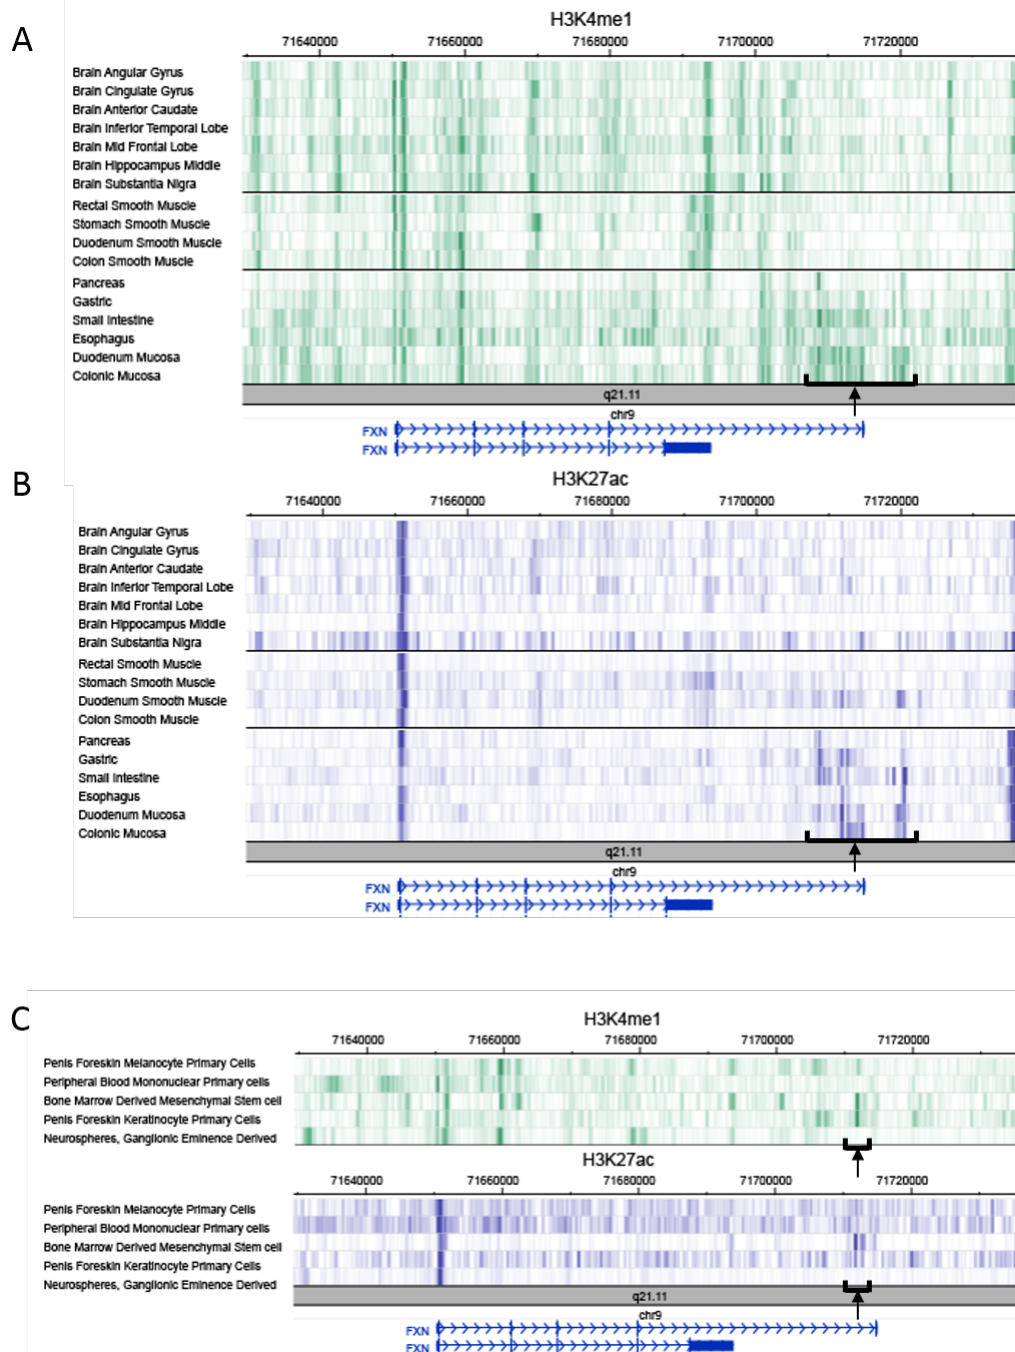 A
H3K4me1
71640000 71660000 71680000 71700000 71720000
Brain Angular Gyrus
Brain Cingulate Gyrus
Brain Anterior Caudate
Brain Inferior Temporal Lobe
Brain Mid Frontal Lobe
Brain Hippocampus Middle
Brain Substantia Nigra
Rectal Smooth Muscle
Stomach Smooth Muscle
Duodenum Smooth Muscle
Colon Smooth Muscle
Pancreas
Gastric
Small Intestine
Esophagus
Duodenum Mucosa
Colonic Mucosa
q21.11
chr9
FXN
FXN
B
H3K27ac
71640000 71660000 71680000 71700000 71720000
Brain Angular Gyrus
Brain Cingulate Gyrus
Brain Anterior Caudate
Brain Inferior Temporal Lobe
Brain Mid Frontal Lobe
Brain Hippocampus Middle
Brain Substantia Nigra
Rectal Smooth Muscle
Stomach Smooth Muscle
Duodenum Smooth Muscle
Colon Smooth Muscle
Pancreas
Gastric
Small Intestine
Esophagus
Duodenum Mucosa
Colonic Mucosa
q21.11
chr9
FXN
FXN
C
H3K4me1
71640000 71660000 71680000 71700000 71720000
Penis Foreskin Melanocyte Primary Cells
Peripheral Blood Mononuclear Primary cells
Bone Marrow Derived Mesenchymal Stem cell
Penis Foreskin Keratinocyte Primary Cells
Neurospheres, Ganglionic Eminence Derived
H3K27ac
71640000 71660000 71680000 71700000 71720000
Penis Foreskin Melanocyte Primary Cells
Peripheral Blood Mononuclear Primary cells
Bone Marrow Derived Mesenchymal Stem cell
Penis Foreskin Keratinocyte Primary Cells
Neurospheres, Ganglionic Eminence Derived
q21.11
chr9
FXN
FXN